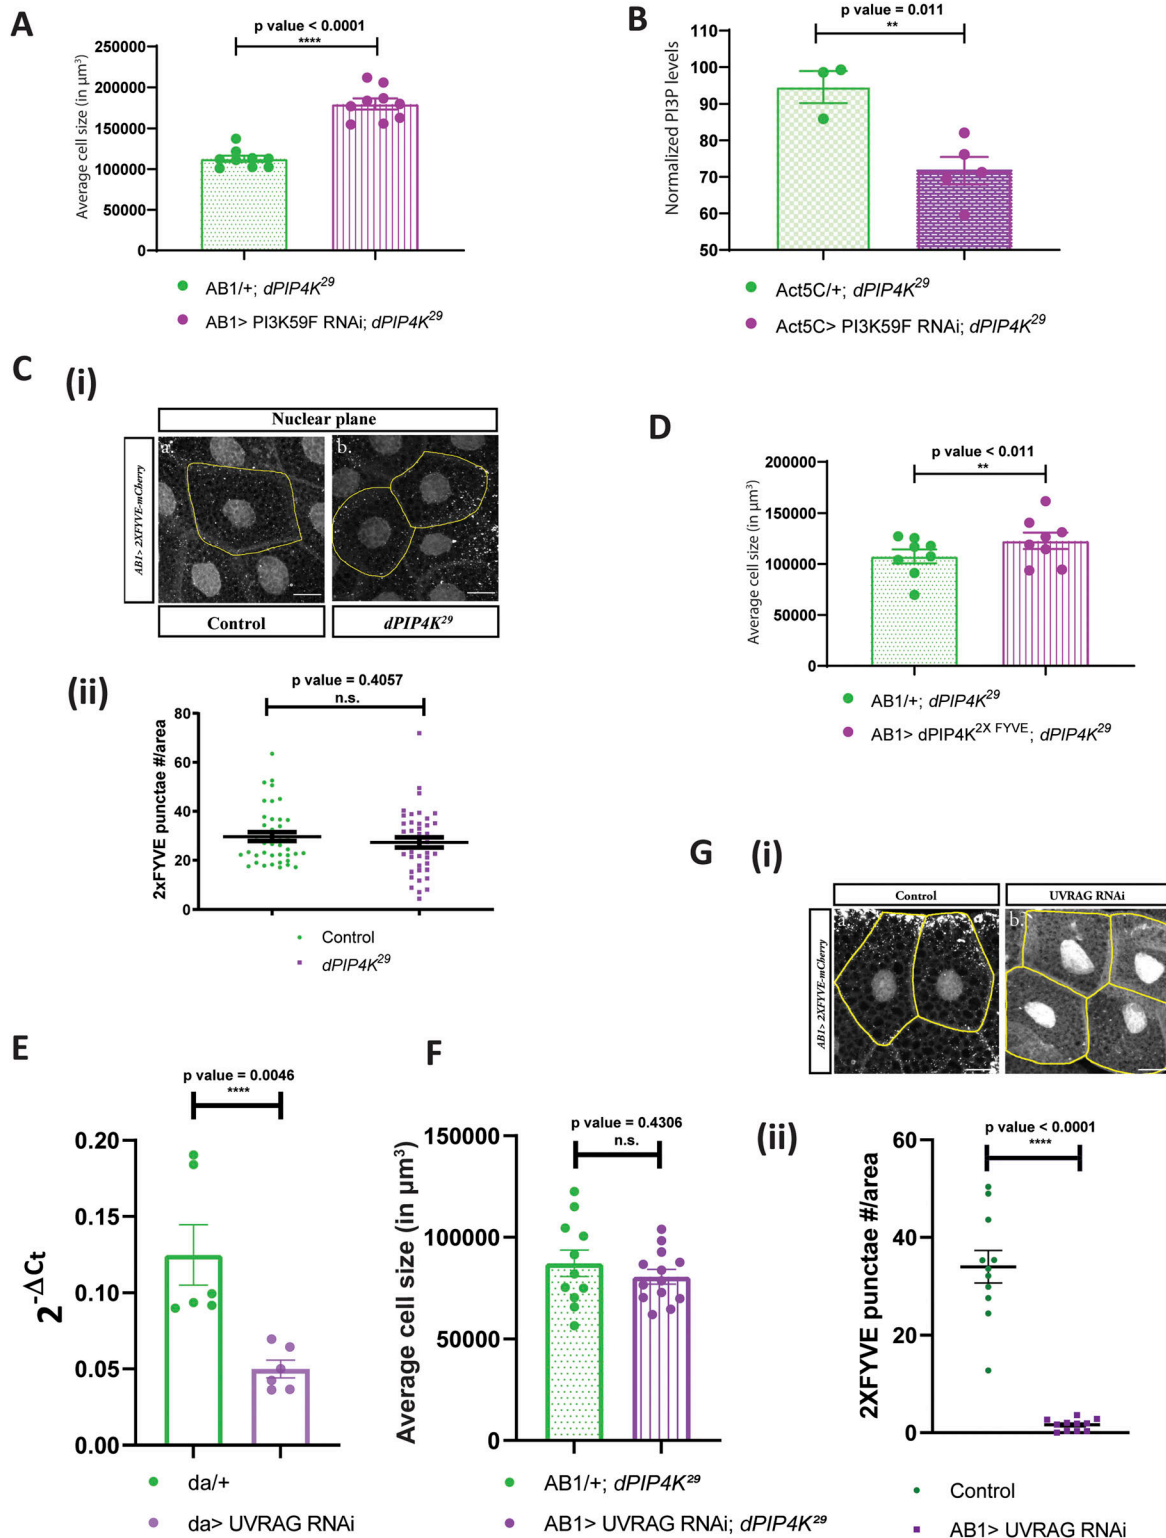 A
p value < 0.0001
****
Average cell size (in µm³)
250000
200000
150000
100000
50000
0
AB1/+; dPIP4K²⁹
AB1> PI3K59F RNAi; dPIP4K²⁹
B
p value = 0.011
**
Normalized PI3P levels
110
100
90
80
70
60
50
Act5C/+; dPIP4K²⁹
Act5C> PI3K59F RNAi; dPIP4K²⁹
C
(i)
Nuclear plane
AB1> 2XFYVE-mCherry
a.
b.
Control
dPIP4K²⁹
(ii)
p value = 0.4057
n.s.
2xFYVE punctae #/area
80
60
40
20
0
Control
dPIP4K²⁹
D
p value < 0.011
**
Average cell size (in µm³)
200000
150000
100000
50000
0
AB1/+; dPIP4K²⁹
AB1> dPIP4K²ˣ ᶠʸⱽᴱ; dPIP4K²⁹
E
p value = 0.0046
****
2^-ΔCt
0.20
0.15
0.10
0.05
0.00
da/+
da> UVRAG RNAi
F
p value = 0.4306
n.s.
Average cell size (in µm³)
150000
100000
50000
0
AB1/+; dPIP4K²⁹
AB1> UVRAG RNAi; dPIP4K²⁹
G
(i)
Control
UVRAG RNAi
AB1> 2XFYVE-mCherry
a.
b.
(ii)
p value < 0.0001
****
2XFYVE punctae #/area
60
40
20
0
Control
AB1> UVRAG RNAi